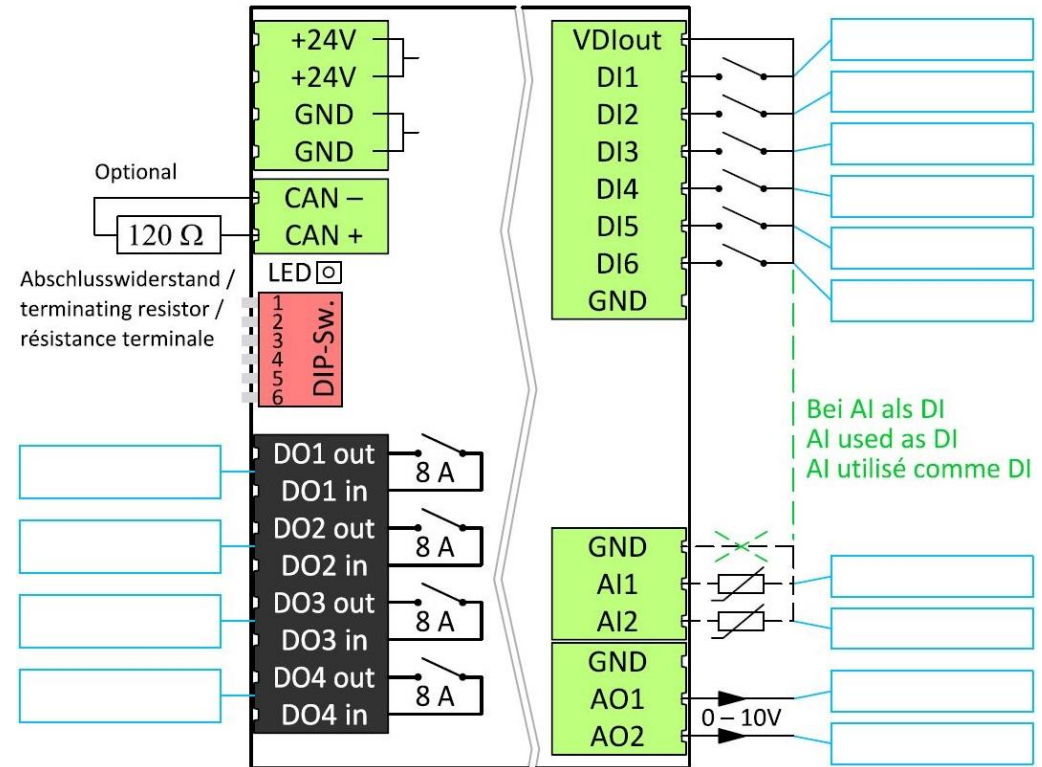 +24V
+24V
GND
GND
Optional
CAN –
CAN +
120 Ω
Abschlusswiderstand /
terminating resistor /
résistance terminale
LED
1
2
3
4
5
6
DIP-Sw.
DO1 out
DO1 in
8 A
DO2 out
DO2 in
8 A
DO3 out
DO3 in
8 A
DO4 out
DO4 in
8 A
VDIout
DI1
DI2
DI3
DI4
DI5
DI6
GND
Bei AI als DI
AI used as DI
AI utilisé comme DI
GND
AI1
AI2
GND
AO1
AO2
0 – 10V